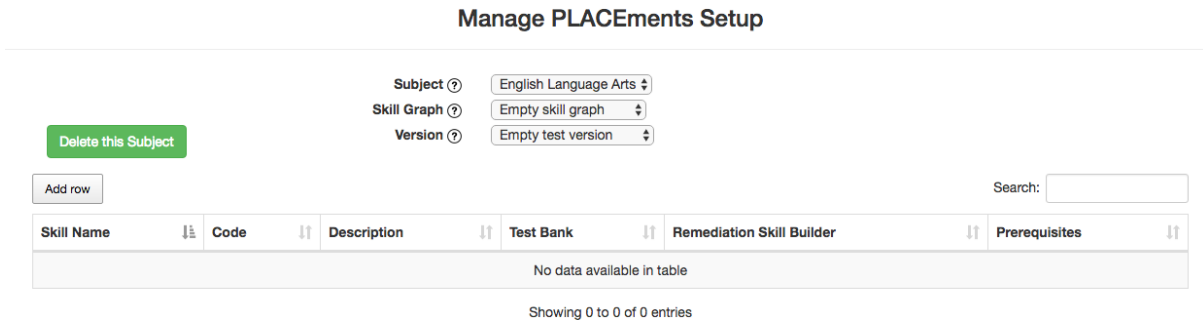 Manage PLACEments Setup
Subject ? English Language Arts
Skill Graph ? Empty skill graph
Version ? Empty test version
Delete this Subject
Add row
Search:
Skill Name Code Description Test Bank Remediation Skill Builder Prerequisites
No data available in table
Showing 0 to 0 of 0 entries